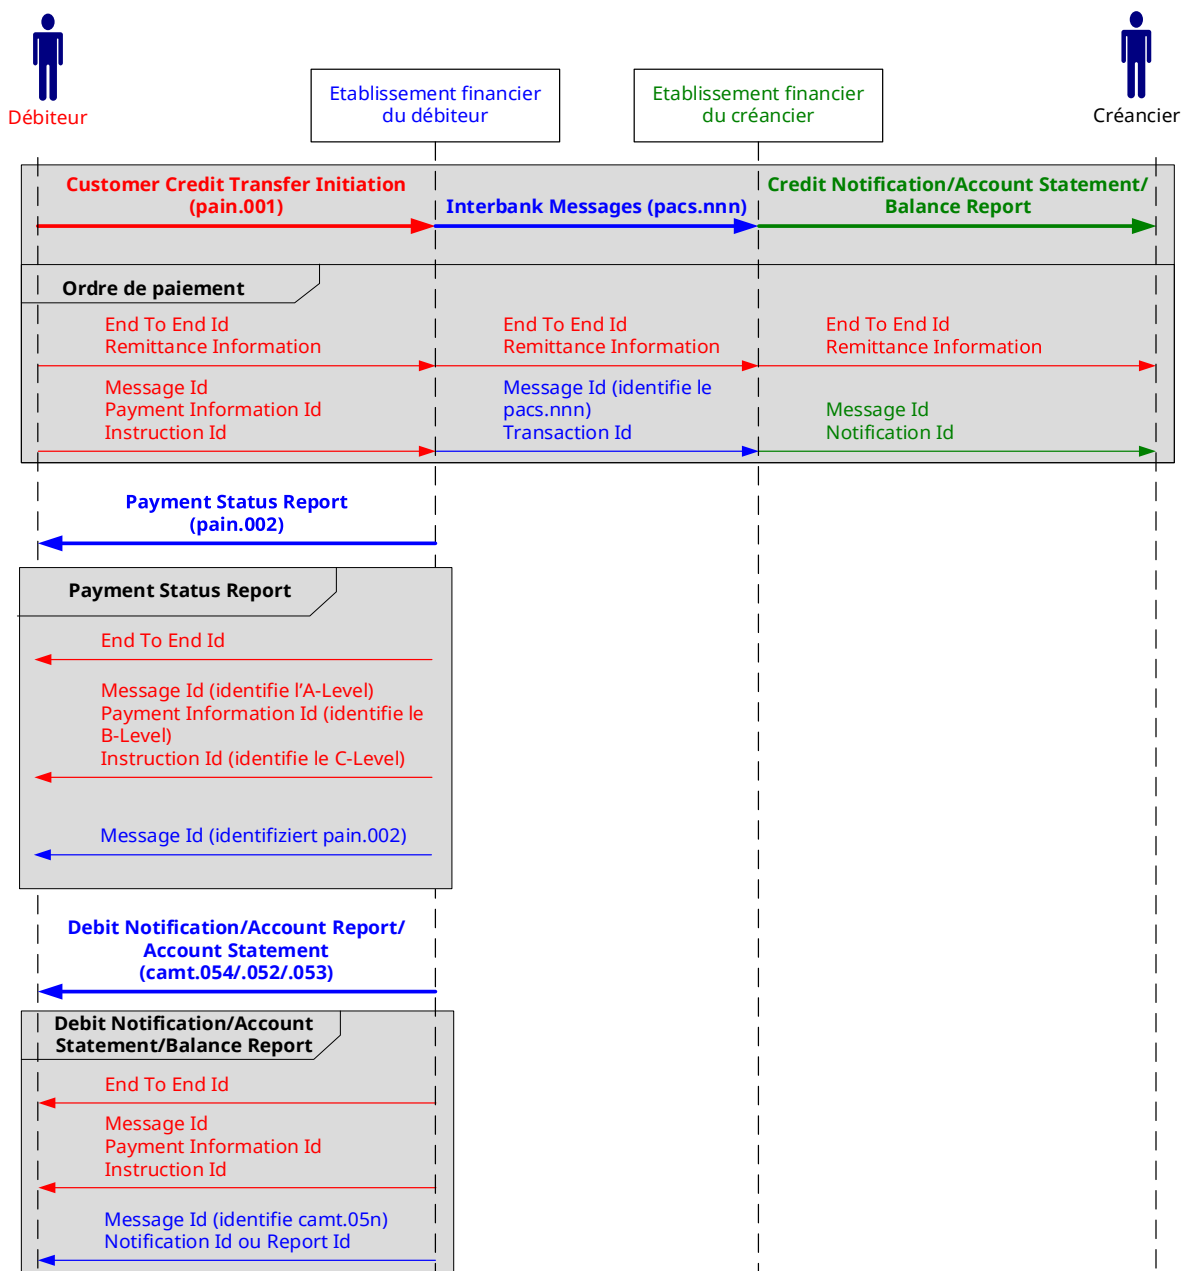 Débiteur
Etablissement financier
du débiteur
Etablissement financier
du créancier
Créancier
Customer Credit Transfer Initiation
(pain.001)
Interbank Messages (pacs.nnn)
Credit Notification/Account Statement/
Balance Report
Ordre de paiement
End To End Id
Remittance Information
End To End Id
Remittance Information
End To End Id
Remittance Information
Message Id
Payment Information Id
Instruction Id
Message Id (identifie le
pacs.nnn)
Transaction Id
Message Id
Notification Id
Payment Status Report
(pain.002)
Payment Status Report
End To End Id
Message Id (identifie l’A-Level)
Payment Information Id (identifie le
B-Level)
Instruction Id (identifie le C-Level)
Message Id (identifiziert pain.002)
Debit Notification/Account Report/
Account Statement
(camt.054/.052/.053)
Debit Notification/Account
Statement/Balance Report
End To End Id
Message Id
Payment Information Id
Instruction Id
Message Id (identifie camt.05n)
Notification Id ou Report Id